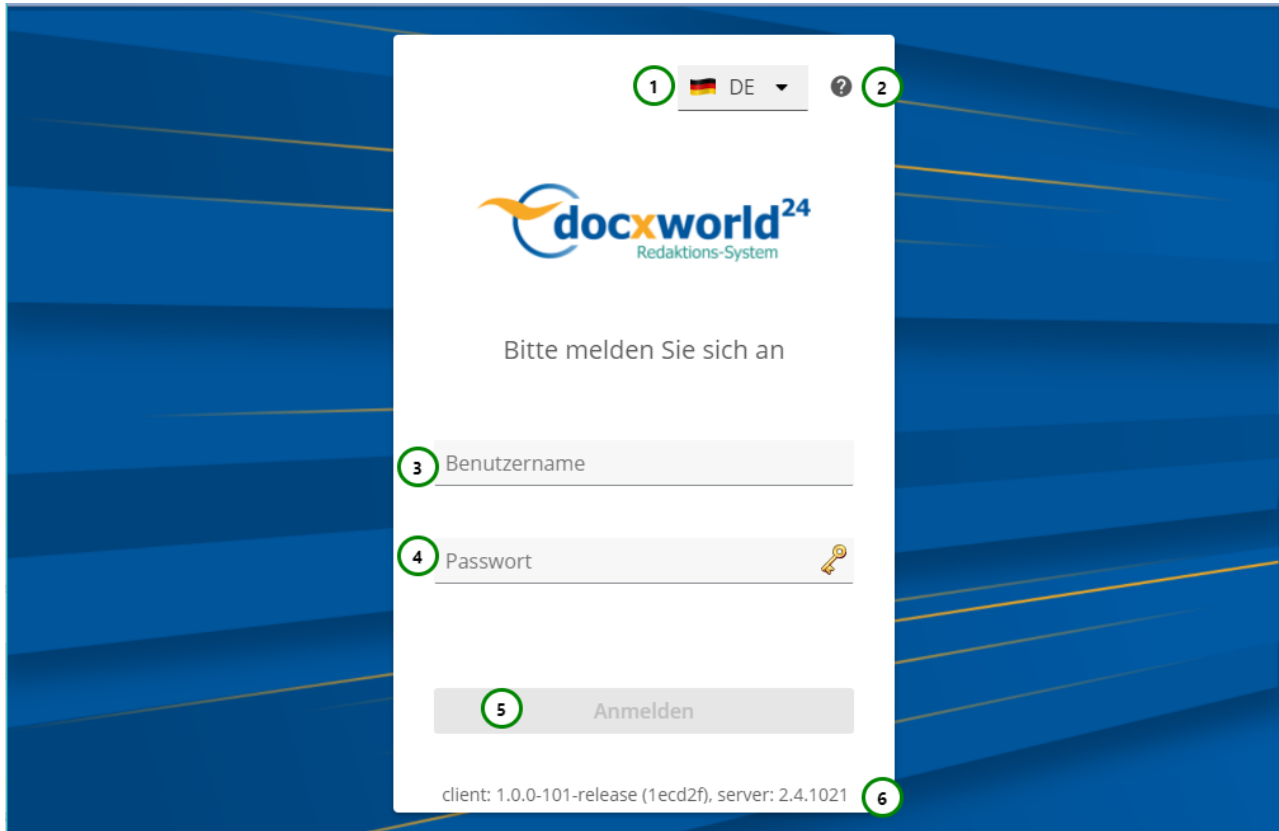 1 DE 2
docxworld24
Redaktions-System
Bitte melden Sie sich an
3 Benutzername
4 Passwort
5 Anmelden
client: 1.0.0-101-release (1ecd2f), server: 2.4.1021 6